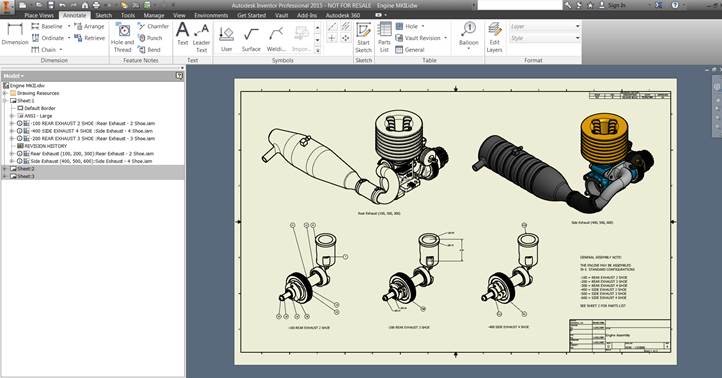 Autodesk Inventor Professional 2015 - NOT FOR RESALE Engine MKII.idw
Sign In
Place Views Annotate Sketch Tools Manage View Environments Get Started Vault Add-Ins Autodesk 360
Dimension
Baseline
Ordinate
Chain
Arrange
Retrieve
Hole and Thread
Chamfer
Punch
Bend
Text
Leader Text
User
Surface
Welding
Import
Start Sketch
Parts List
Hole
Vault Revision
General
Balloon
Edit Layers
Layer
Style
Dimension Feature Notes Text Symbols Sketch Table Format
Model
Engine MKII.idw
Drawing Resources
Sheet:1
Default Border
ANSI - Large
-100 REAR EXHAUST 2 SHOE :Rear Exhaust - 2 Shoe.iam
-400 SIDE EXHAUST 4 SHOE :Side Exhaust - 4 Shoe.iam
-200 REAR EXHAUST 3 SHOE :Rear Exhaust - 3 Shoe.iam
REVISION HISTORY
Rear Exhaust (100, 200, 300):Rear Exhaust - 2 Shoe.iam
Side Exhaust (400, 500, 600):Side Exhaust - 4 Shoe.iam
Sheet:2
Sheet:3
Rear Exhaust (100, 200, 300)
Side Exhaust (400, 500, 600)
GENERAL ASSEMBLY NOTE:
THE ENGINE MAY BE ASSEMBLED
IN 6 STANDARD CONFIGURATIONS
-100 = REAR EXHAUST 2 SHOE
-200 = REAR EXHAUST 3 SHOE
-300 = REAR EXHAUST 4 SHOE
-400 = SIDE EXHAUST 4 SHOE
-500 = SIDE EXHAUST 2 SHOE
-600 = SIDE EXHAUST 4 SHOE
SEE SHEET 2 FOR PARTS LIST
-100 REAR EXHAUST 2 SHOE
-200 REAR EXHAUST 3 SHOE
-400 SIDE EXHAUST 4 SHOE
Engine Assembly